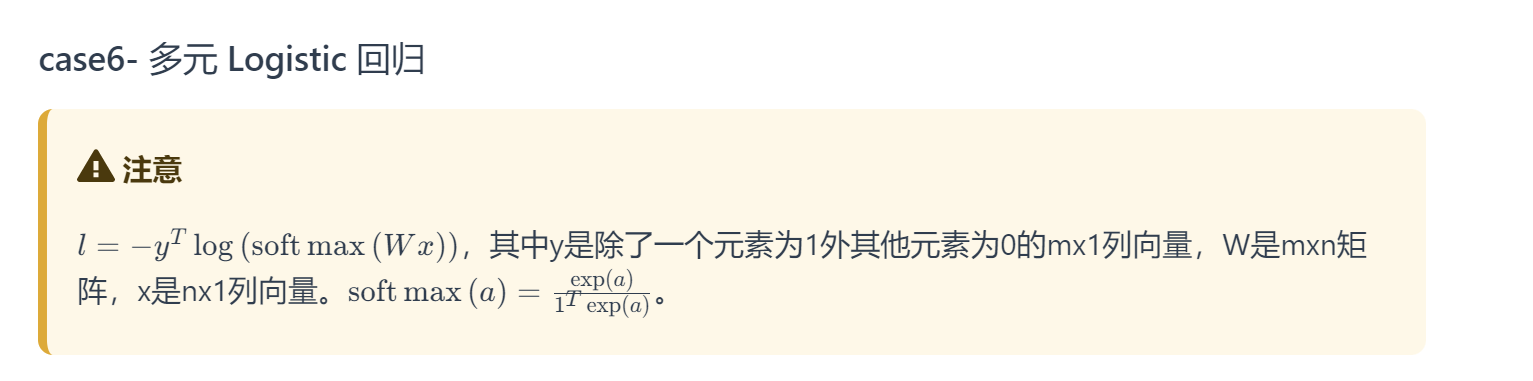 case6- 多元 Logistic 回归
注意
$l = -y^T \log(\operatorname{soft max}(Wx))$，其中y是除了一个元素为1外其他元素为0的mx1列向量，W是mxn矩
阵，x是nx1列向量。$\operatorname{soft max}(a) = \frac{\exp(a)}{1^T \exp(a)}$。